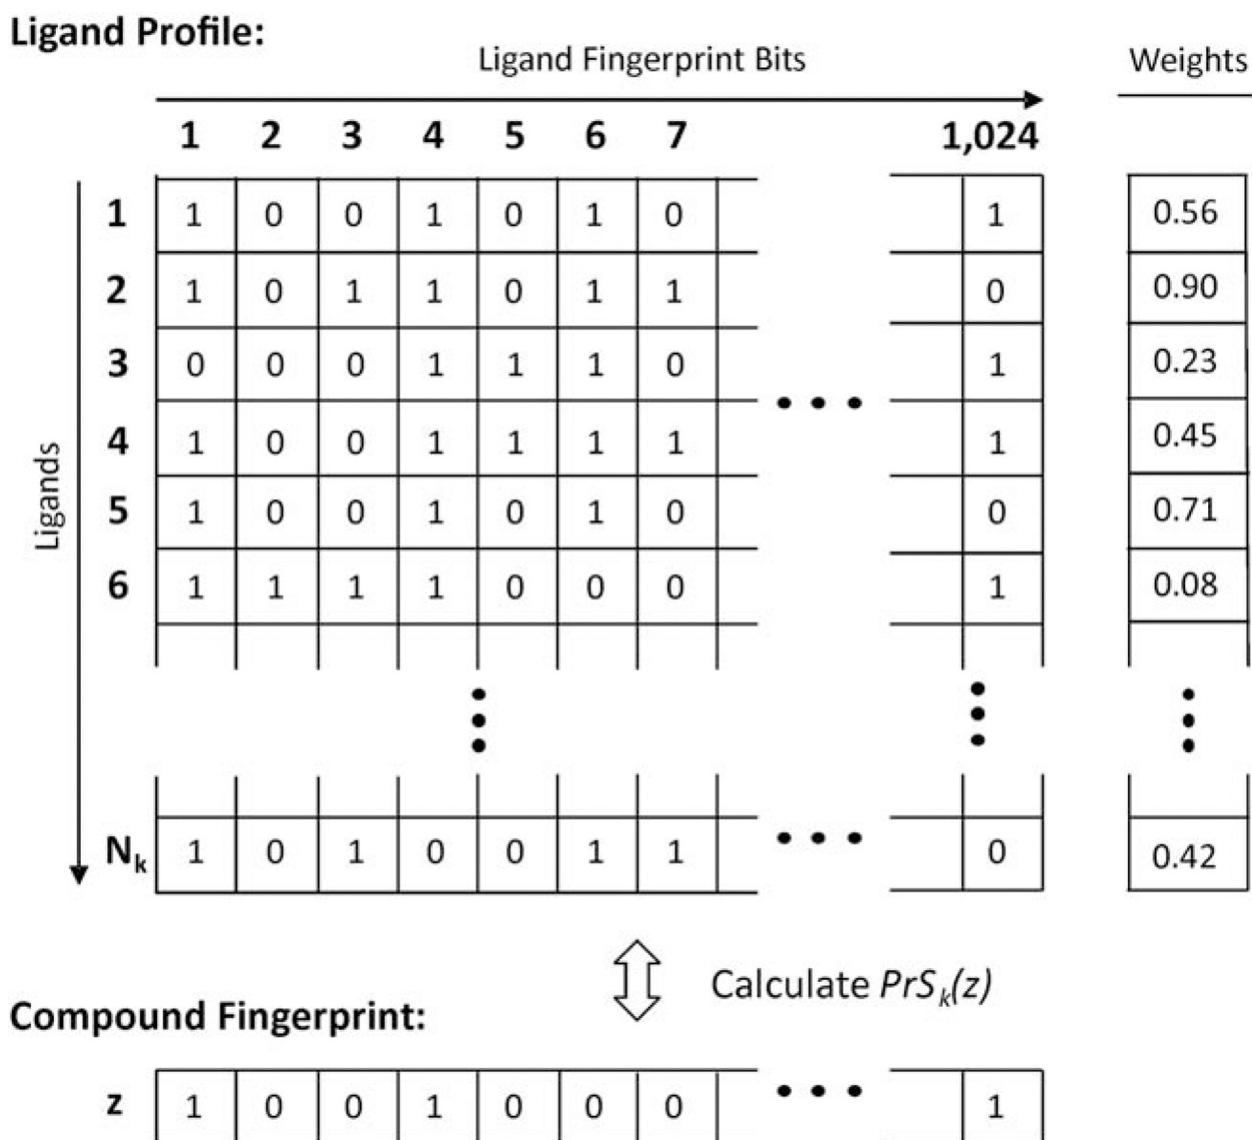 Ligand Profile:
Ligand Fingerprint Bits Weights
1 2 3 4 5 6 7 1,024
1 1 0 0 1 0 1 0 1 0.56
2 1 0 1 1 0 1 1 0 0.90
3 0 0 0 1 1 1 0 1 0.23
4 1 0 0 1 1 1 1 1 0.45
5 1 0 0 1 0 1 0 0 0.71
6 1 1 1 1 0 0 0 1 0.08
Ligands
Nk 1 0 1 0 0 1 1 0 0.42
Calculate PrSk(z)
Compound Fingerprint:
z 1 0 0 1 0 0 0 1